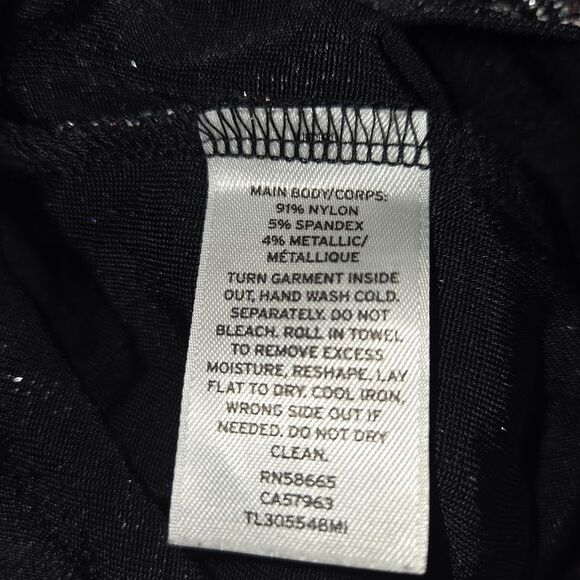 MAIN BODY/CORPS:
91% NYLON
5% SPANDEX
4% METALLIC/
MÉTALLIQUE
TURN GARMENT INSIDE
OUT, HAND WASH COLD.
SEPARATELY. DO NOT
BLEACH. ROLL IN TOWEL
TO REMOVE EXCESS
MOISTURE, RESHAPE. LAY
FLAT TO DRY. COOL IRON,
WRONG SIDE OUT IF
NEEDED. DO NOT DRY
CLEAN.
RN58665
CA57963
TL305548MI